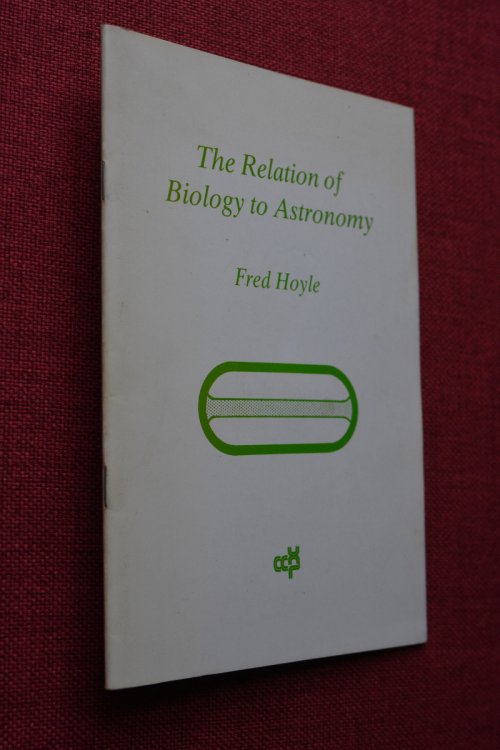 The Relation of
Biology to Astronomy
Fred Hoyle